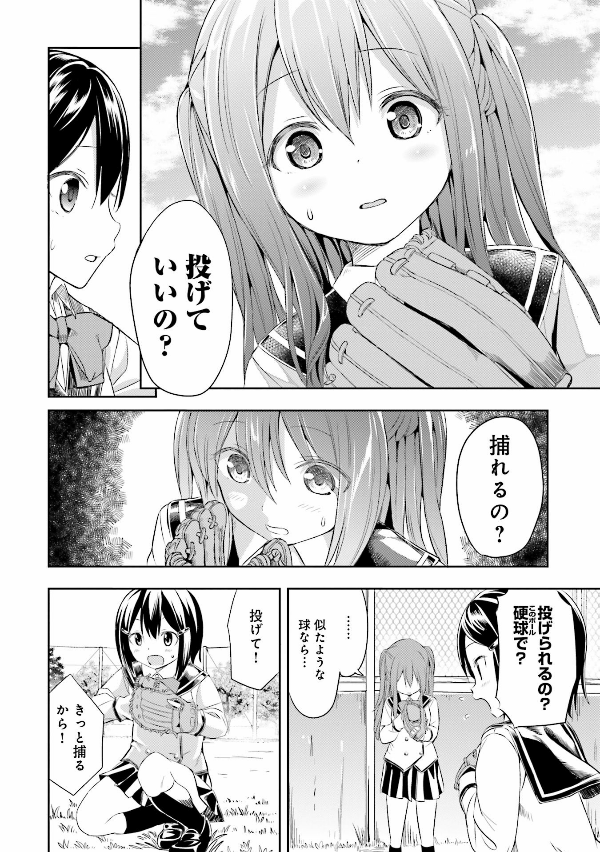 投げて
いいの?
捕れるの?
投げられるの?
硬球で?
このボール
……
似たような
球なら…
投げて!
きっと捕る
から!